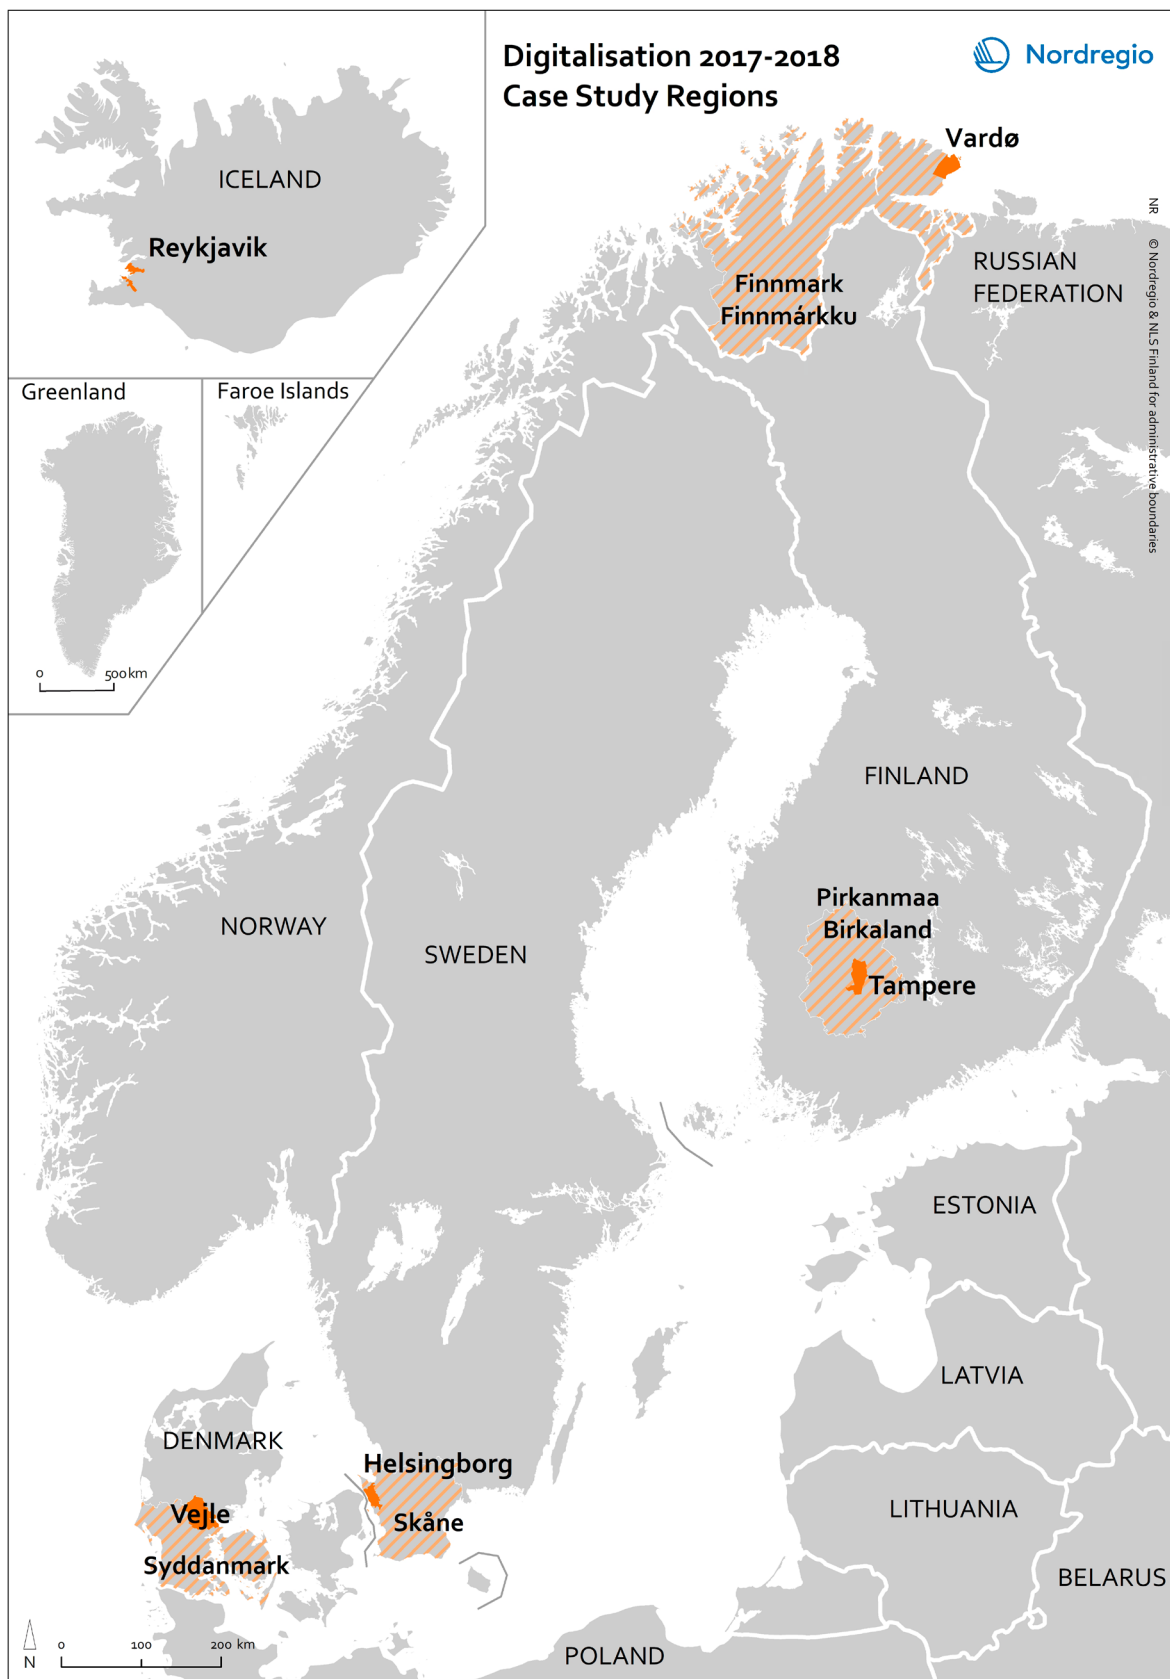 Digitalisation 2017-2018
Case Study Regions
Nordregio
ICELAND
Reykjavik
Greenland
Faroe Islands
0 500 km
Vardø
Finnmark
Finnmárkku
RUSSIAN
FEDERATION
NR © Nordregio & NLS Finland for administrative boundaries
FINLAND
Pirkanmaa
Birkaland
Tampere
NORWAY
SWEDEN
ESTONIA
LATVIA
DENMARK
Helsingborg
Skåne
Vejle
Syddanmark
LITHUANIA
BELARUS
POLAND
N
0 100 200 km